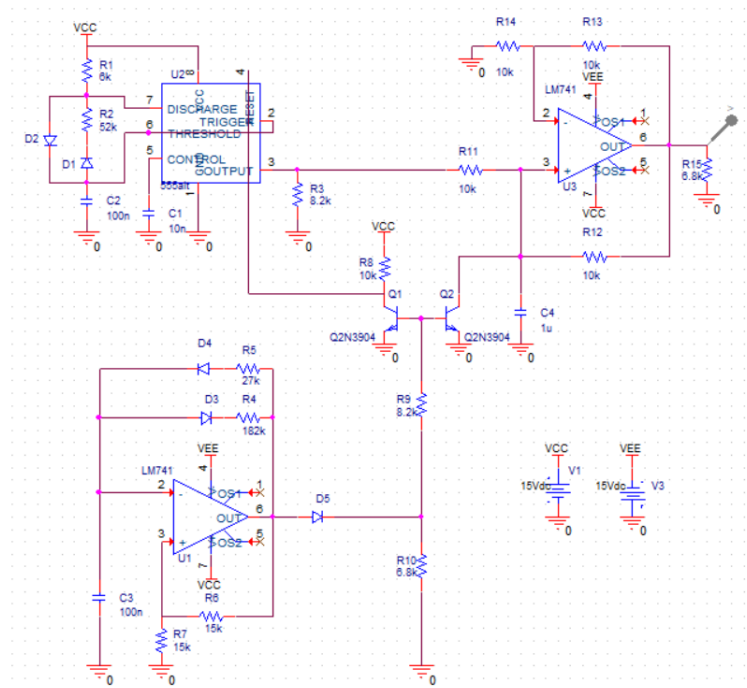 VCC
R1
6k
D2
R2
52k
D1
C2
100n
0
C1
10n
0
U2
8
4
VCC
RESET
7
DISCHARGE
TRIGGER
2
6
THRESHOLD
5
CONTROL
OUTPUT
3
GND
1
555alt
0
R3
8.2k
0
R14
10k
0
R13
10k
VEE
LM741
4
2
-
OS1
1
OUT
6
3
+
OS2
5
U3
7
VCC
R15
6.8k
0
R11
10k
R12
10k
C4
1u
0
VCC
R8
10k
Q1
Q2
Q2N3904
0
Q2N3904
0
D4
R5
27k
D3
R4
182k
VEE
LM741
4
2
-
OS1
1
OUT
6
3
+
OS2
5
U1
7
VCC
D5
R9
8.2k
R10
6.8k
0
C3
100n
0
R6
15k
R7
15k
0
VCC
15Vdc
V1
0
VEE
15Vdc
V3
0